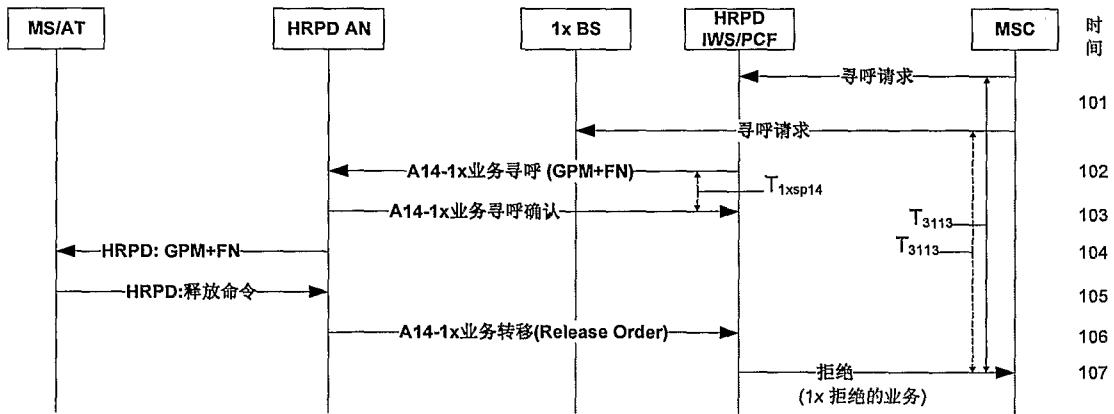 MS/AT
HRPD AN
1x BS
HRPD
IWS/PCF
MSC
时
间
寻呼请求
101
寻呼请求
A14-1x业务寻呼 (GPM+FN)
102
T1xsp14
A14-1x业务寻呼确认
103
T3113
HRPD: GPM+FN
T3113
104
HRPD:释放命令
105
A14-1x业务转移(Release Order)
106
拒绝
107
(1x 拒绝的业务)